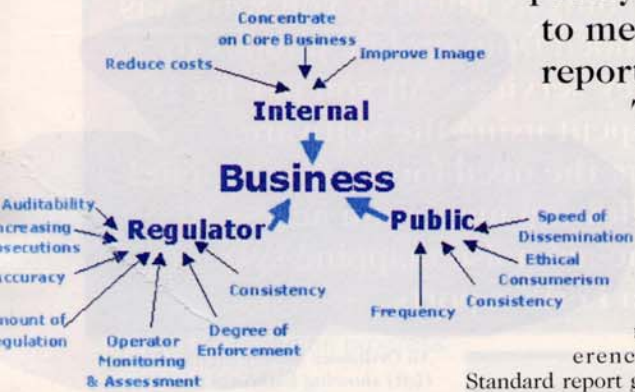 Concentrate
on Core Business
Reduce costs
Improve Image
Internal
Business
Regulator
Public
Auditability
Accuracy
Operator
Monitoring
& Assessment
Degree of
Enforcement
Consistency
Frequency
Consistency
Ethical
Consumerism
Speed of
Dissemination
to me
report
Standard report